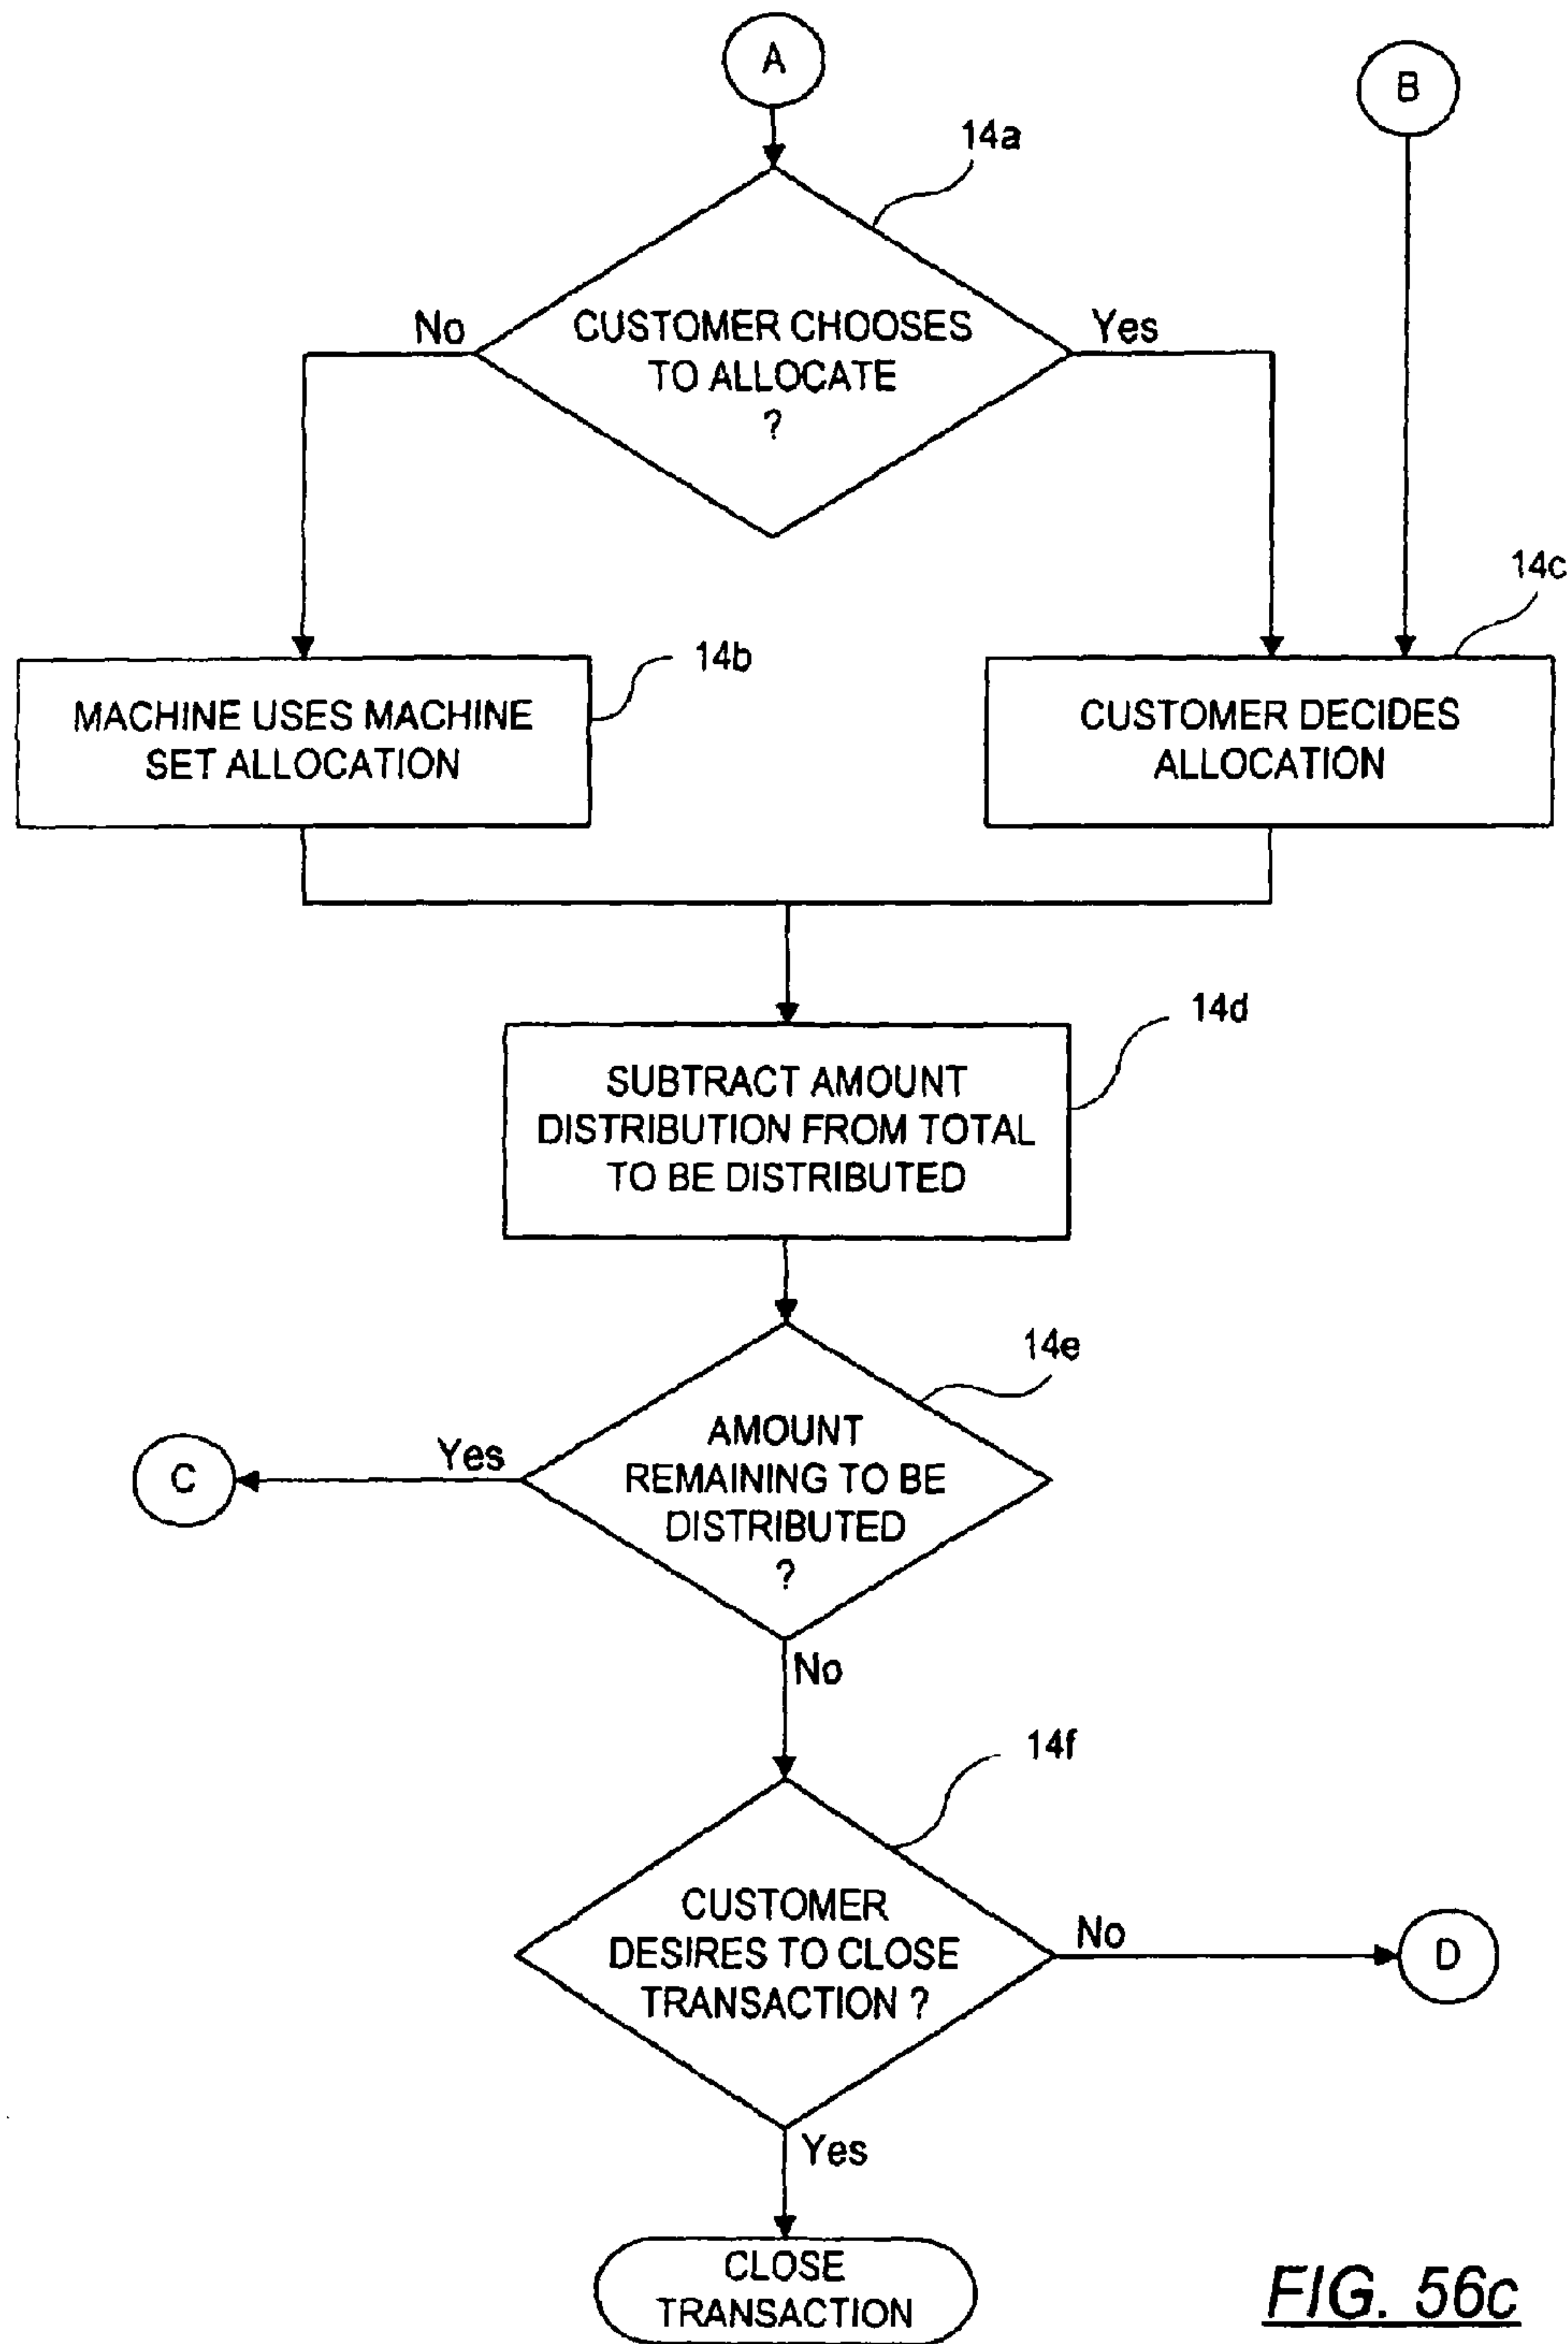 A
B
14a
No
Yes
CUSTOMER CHOOSES
TO ALLOCATE
?
14c
14b
MACHINE USES MACHINE
SET ALLOCATION
CUSTOMER DECIDES
ALLOCATION
14d
SUBTRACT AMOUNT
DISTRIBUTION FROM TOTAL
TO BE DISTRIBUTED
14e
AMOUNT
REMAINING TO BE
DISTRIBUTED
?
Yes
C
No
14f
CUSTOMER
DESIRES TO CLOSE
TRANSACTION ?
No
D
Yes
CLOSE
TRANSACTION
FIG. 56c